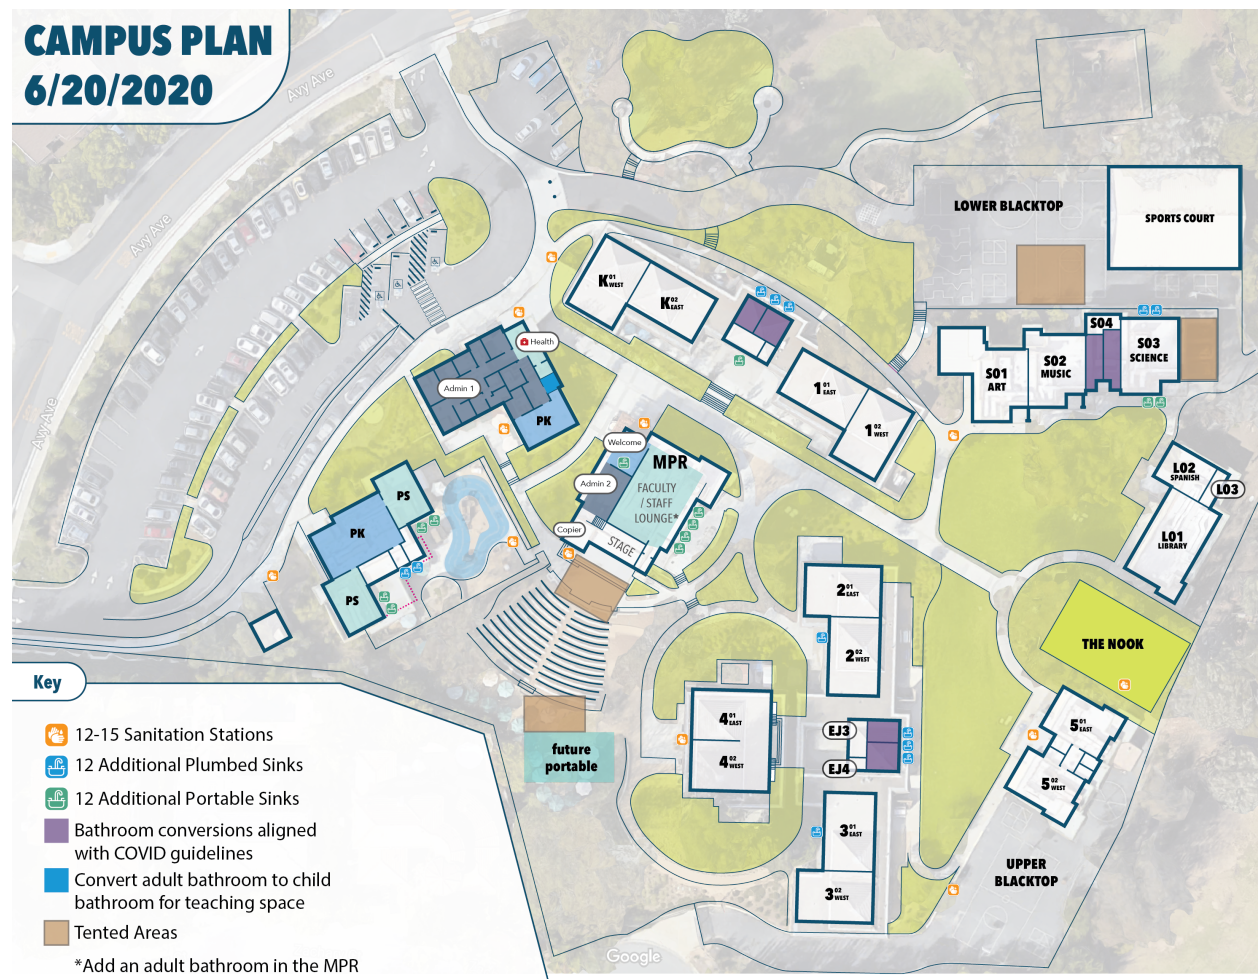 CAMPUS PLAN
6/20/2020
Avy Ave
Avy Ave
Avy Ave
LOWER BLACKTOP
SPORTS COURT
K 01 WEST
K 02 EAST
Health
Admin 1
PK
1 01 EAST
1 02 WEST
S01
ART
S02
MUSIC
S04
S03
SCIENCE
Welcome
MPR
Admin 2
FACULTY
/ STAFF
LOUNGE*
Copier
STAGE
L02
SPANISH
L03
L01
LIBRARY
PS
PK
PS
2 01 EAST
2 02 WEST
THE NOOK
4 01 EAST
4 02 WEST
EJ3
EJ4
5 01 EAST
5 02 WEST
future
portable
3 01 EAST
3 02 WEST
UPPER
BLACKTOP
Key
12-15 Sanitation Stations
12 Additional Plumbed Sinks
12 Additional Portable Sinks
Bathroom conversions aligned
with COVID guidelines
Convert adult bathroom to child
bathroom for teaching space
Tented Areas
*Add an adult bathroom in the MPR
Google